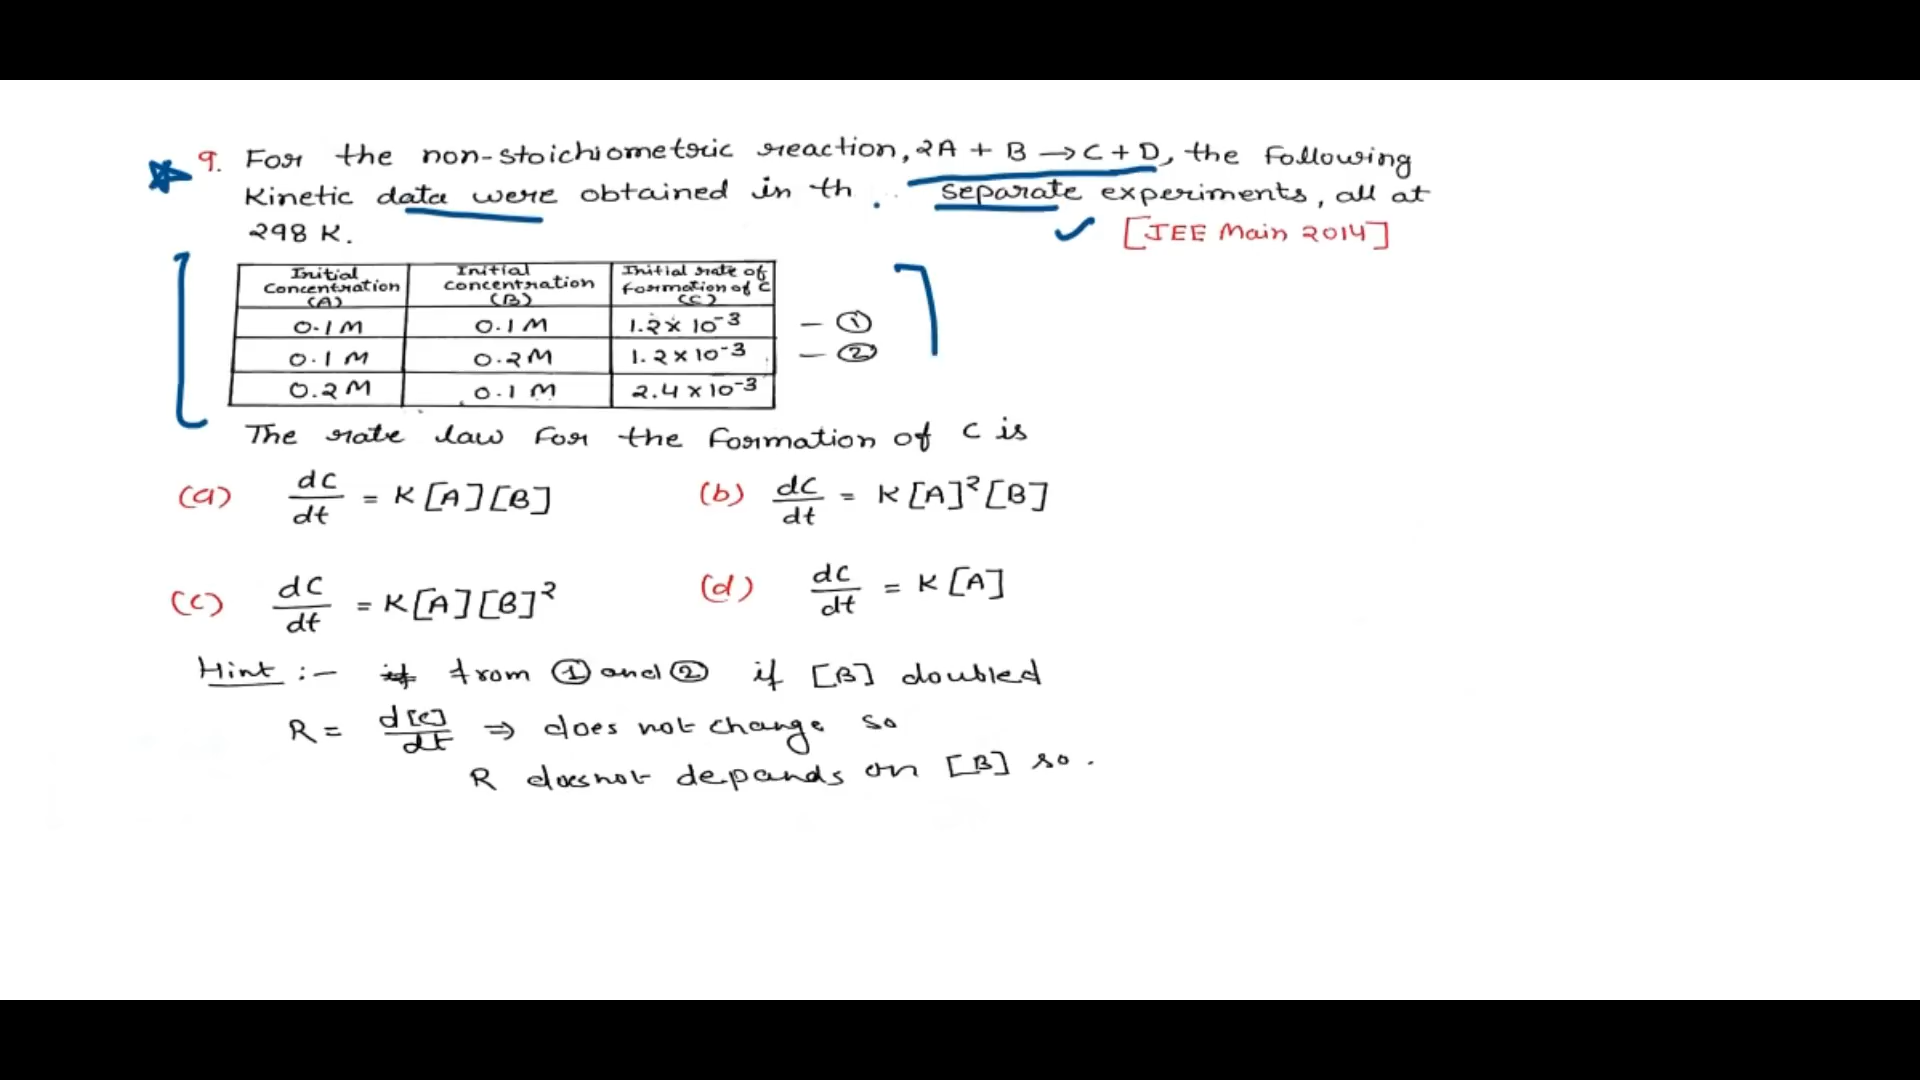 9. For the non-stoichiometric reaction, 2A + B → C + D, the following
Kinetic data were obtained in th separate experiments, all at
298 K. [JEE Main 2014]
Initial Concentration (A) Initial concentration (B) Initial rate of formation of C (C)
0.1 M 0.1 M 1.2 x 10⁻³ - ①
0.1 M 0.2 M 1.2 x 10⁻³ - ②
0.2 M 0.1 M 2.4 x 10⁻³
The rate law for the formation of C is
(a) dC/dt = K[A][B] (b) dC/dt = K[A]²[B]
(c) dC/dt = K[A][B]² (d) dC/dt = K[A]
Hint :- from ① and ② if [B] doubled
R = d[C]/dt ⇒ does not change so
R doesnot depends on [B] so .